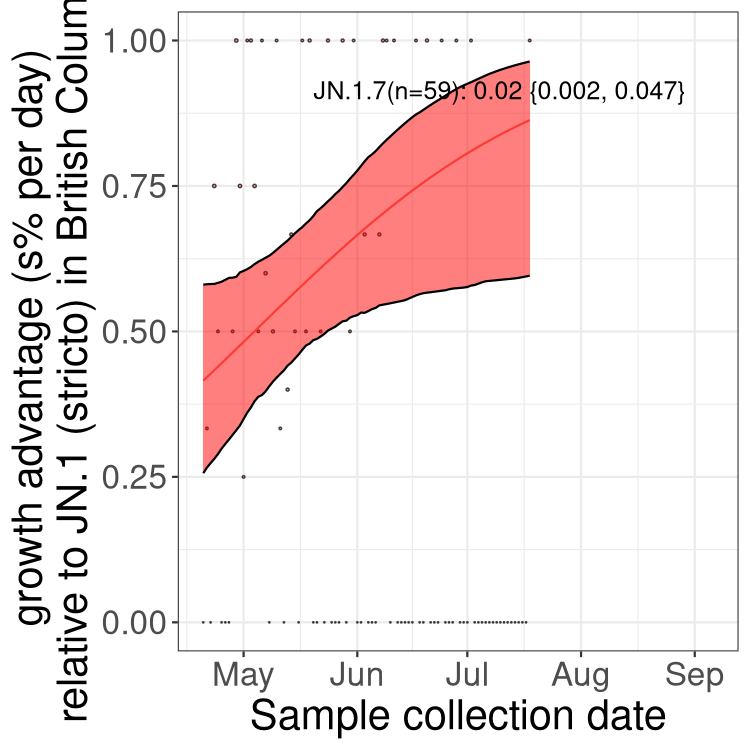 growth advantage (s% per day)
relative to JN.1 (stricto) in British Colum
1.00
0.75
0.50
0.25
0.00
JN.1.7(n=59): 0.02 {0.002, 0.047}
May Jun Jul Aug Sep
Sample collection date